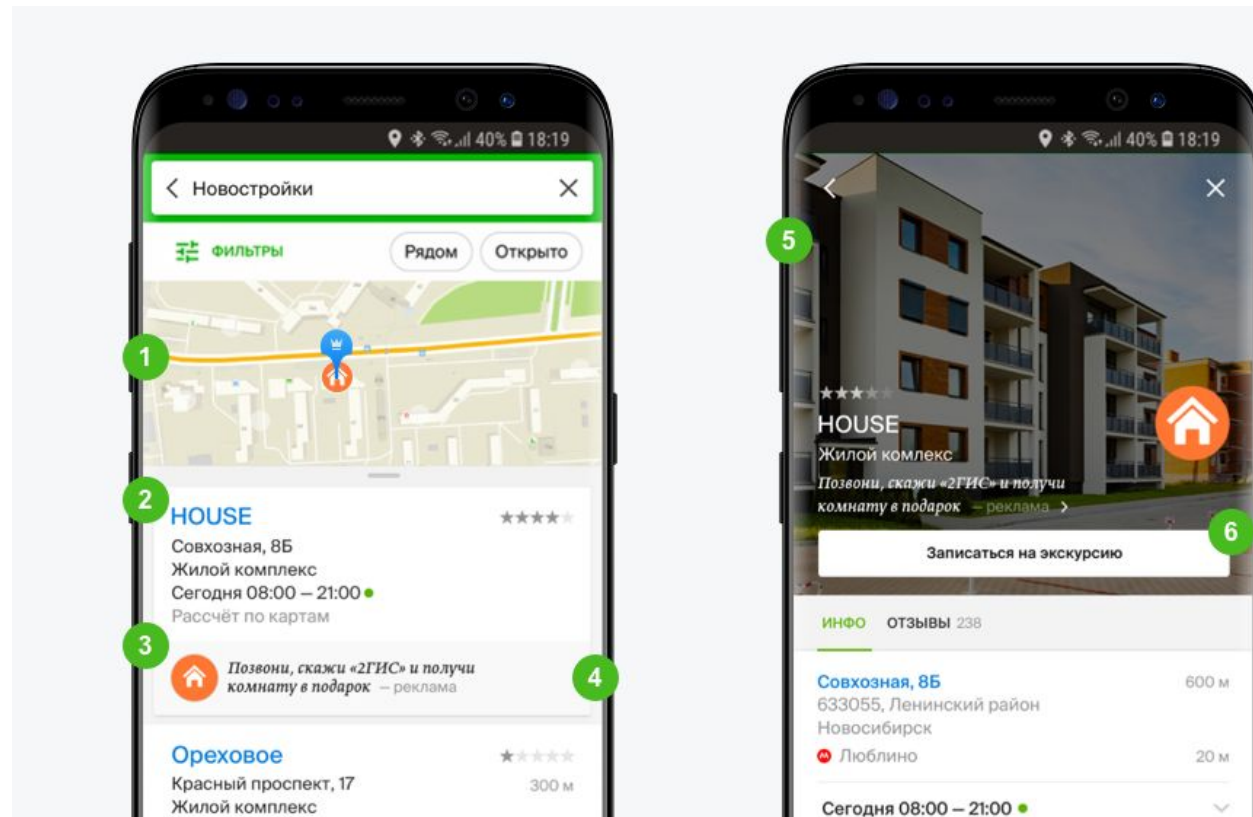 40% 18:19
Новостройки
ФИЛЬТРЫ
Рядом
Открыто
1
2
HOUSE
Совхозная, 8Б
Жилой комплекс
Сегодня 08:00 – 21:00
Рассчёт по картам
3
Позвони, скажи «2ГИС» и получи
комнату в подарок – реклама
4
Ореховое
Красный проспект, 17
300 м
Жилой комплекс
40% 18:19
5
HOUSE
Жилой комлекс
Позвони, скажи «2ГИС» и получи
комнату в подарок – реклама
6
Записаться на экскурсию
ИНФО
ОТЗЫВЫ 238
Совхозная, 8Б
600 м
633055, Ленинский район
Новосибирск
Люблино
20 м
Сегодня 08:00 – 21:00